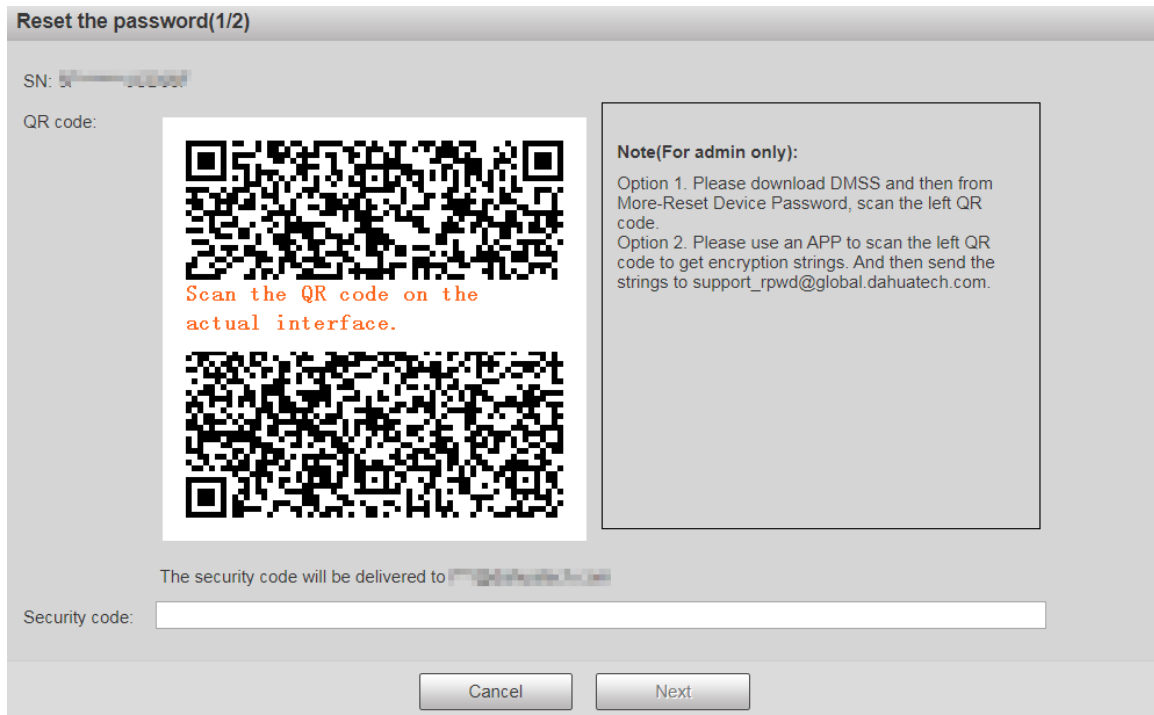 Reset the password(1/2)
SN:
QR code:
Scan the QR code on the
actual interface.
Note(For admin only):
Option 1. Please download DMSS and then from
More-Reset Device Password, scan the left QR
code.
Option 2. Please use an APP to scan the left QR
code to get encryption strings. And then send the
strings to support_rpwd@global.dahuatech.com.
The security code will be delivered to
Security code:
Cancel
Next